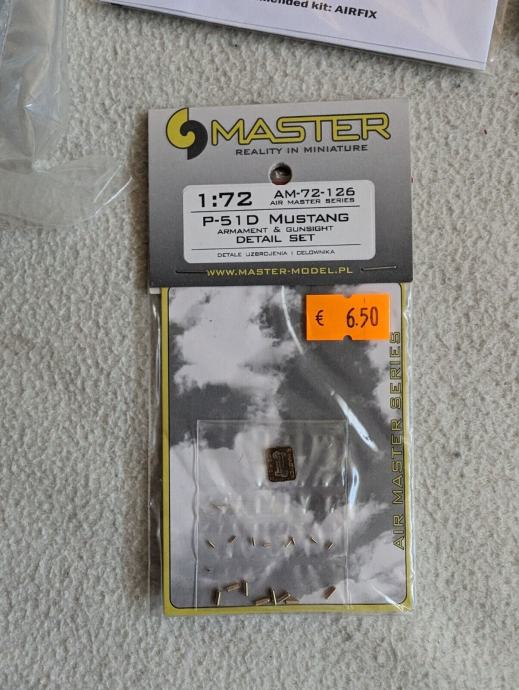 ended kit: AIRFIX
MASTER
REALITY IN MINIATURE
1:72 AM-72-126
AIR MASTER SERIES
P-51D MUSTANG
ARMAMENT & GUNSIGHT
DETAIL SET
DETALE UZBROJENIA I CELOWNIKA
WWW.MASTER-MODEL.PL
€ 6.50
AIR MASTER SERIES